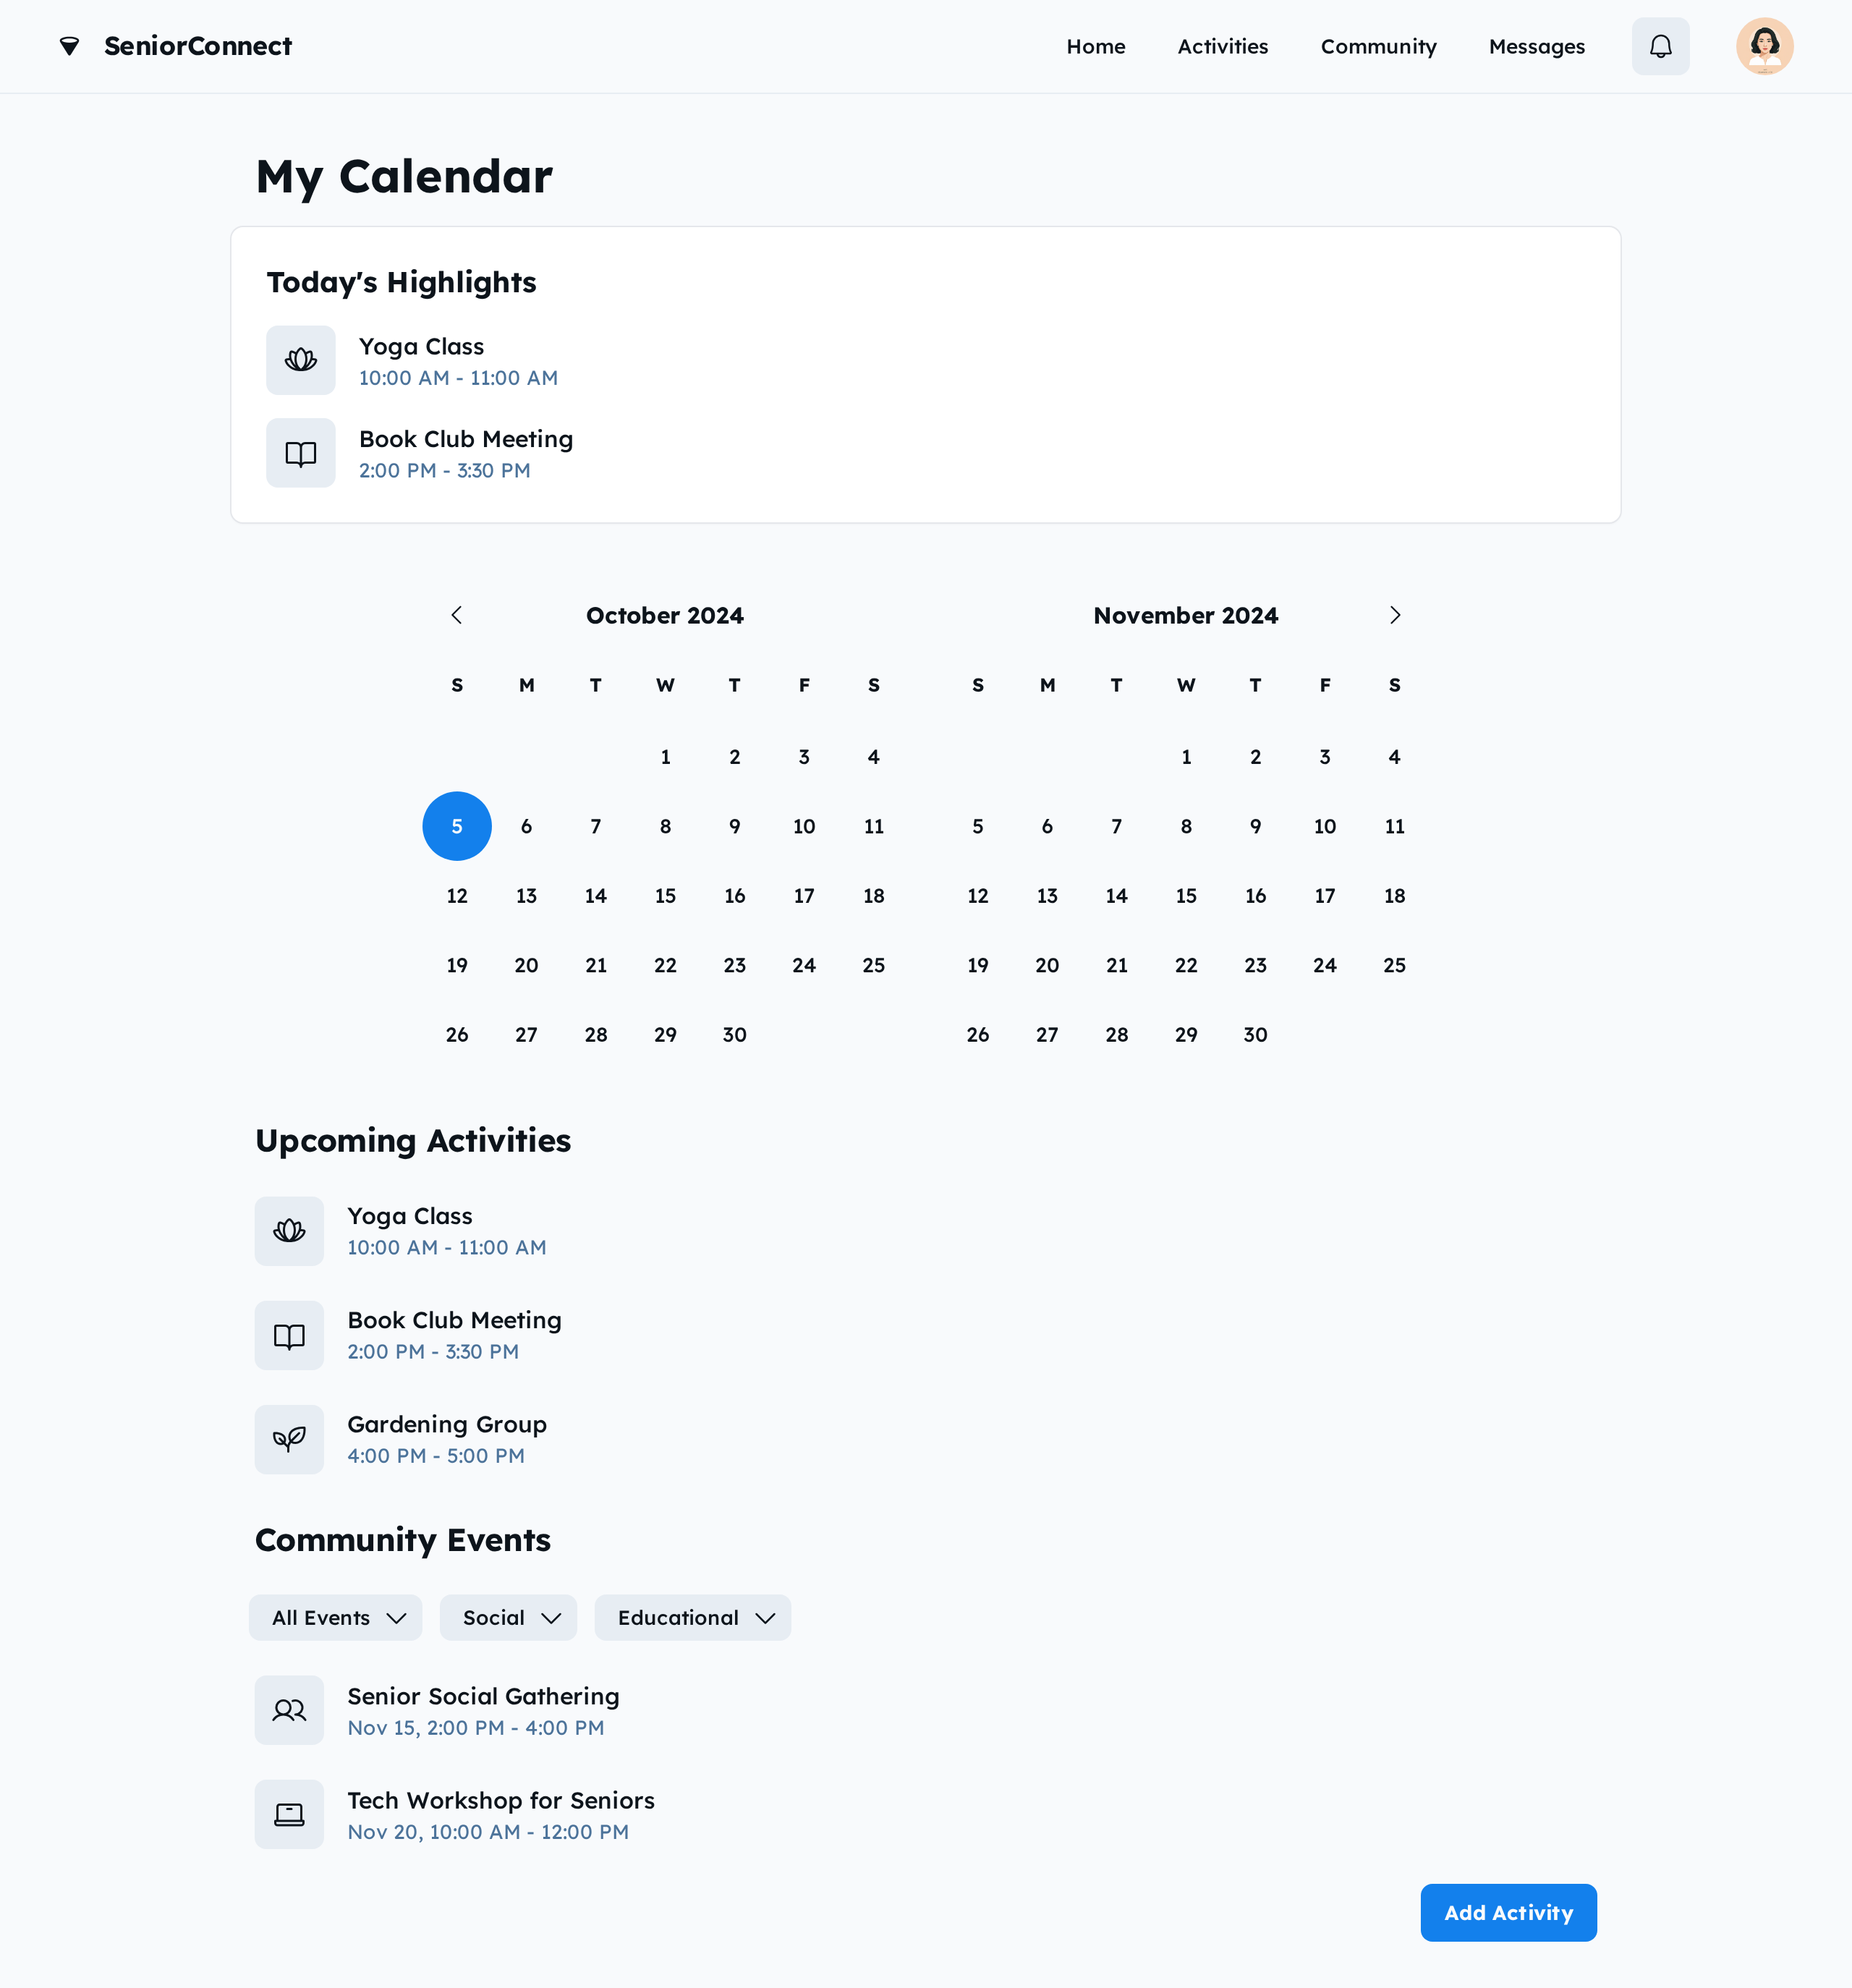 SeniorConnect
Home Activities Community Messages
My Calendar
Today's Highlights
Yoga Class
10:00 AM - 11:00 AM
Book Club Meeting
2:00 PM - 3:30 PM
October 2024
S M T W T F S
1 2 3 4
5 6 7 8 9 10 11
12 13 14 15 16 17 18
19 20 21 22 23 24 25
26 27 28 29 30
November 2024
S M T W T F S
1 2 3 4
5 6 7 8 9 10 11
12 13 14 15 16 17 18
19 20 21 22 23 24 25
26 27 28 29 30
Upcoming Activities
Yoga Class
10:00 AM - 11:00 AM
Book Club Meeting
2:00 PM - 3:30 PM
Gardening Group
4:00 PM - 5:00 PM
Community Events
All Events Social Educational
Senior Social Gathering
Nov 15, 2:00 PM - 4:00 PM
Tech Workshop for Seniors
Nov 20, 10:00 AM - 12:00 PM
Add Activity